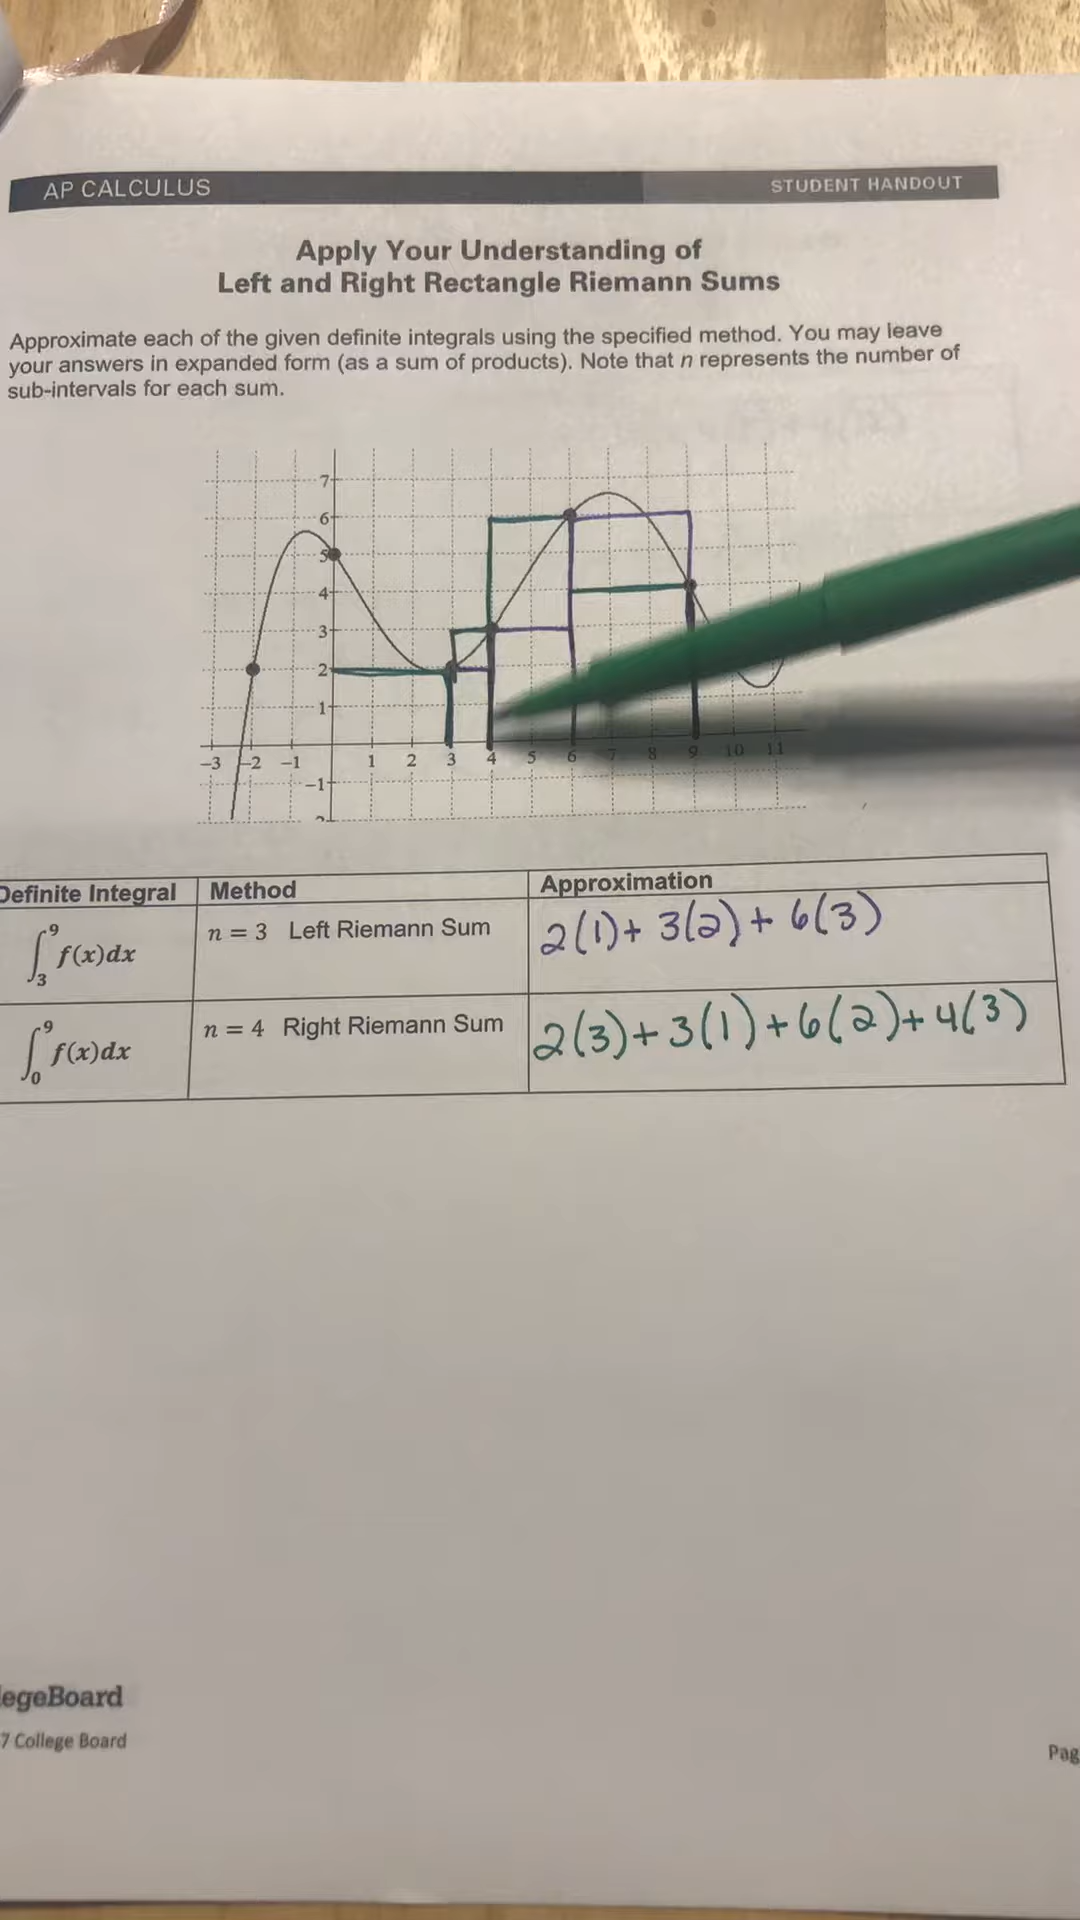 AP CALCULUS
STUDENT HANDOUT
Apply Your Understanding of
Left and Right Rectangle Riemann Sums
Approximate each of the given definite integrals using the specified method. You may leave
your answers in expanded form (as a sum of products). Note that n represents the number of
sub-intervals for each sum.
7
6
5
4
3
2
1
-3 -2 -1 1 2 3 4 5 6 7 8 9 10 11
-1
Definite Integral Method Approximation
∫₃⁹ f(x)dx n = 3 Left Riemann Sum 2(1)+ 3(2)+ 6(3)
∫₀⁹ f(x)dx n = 4 Right Riemann Sum 2(3)+3(1)+6(2)+4(3)
egeBoard
7 College Board
Pag